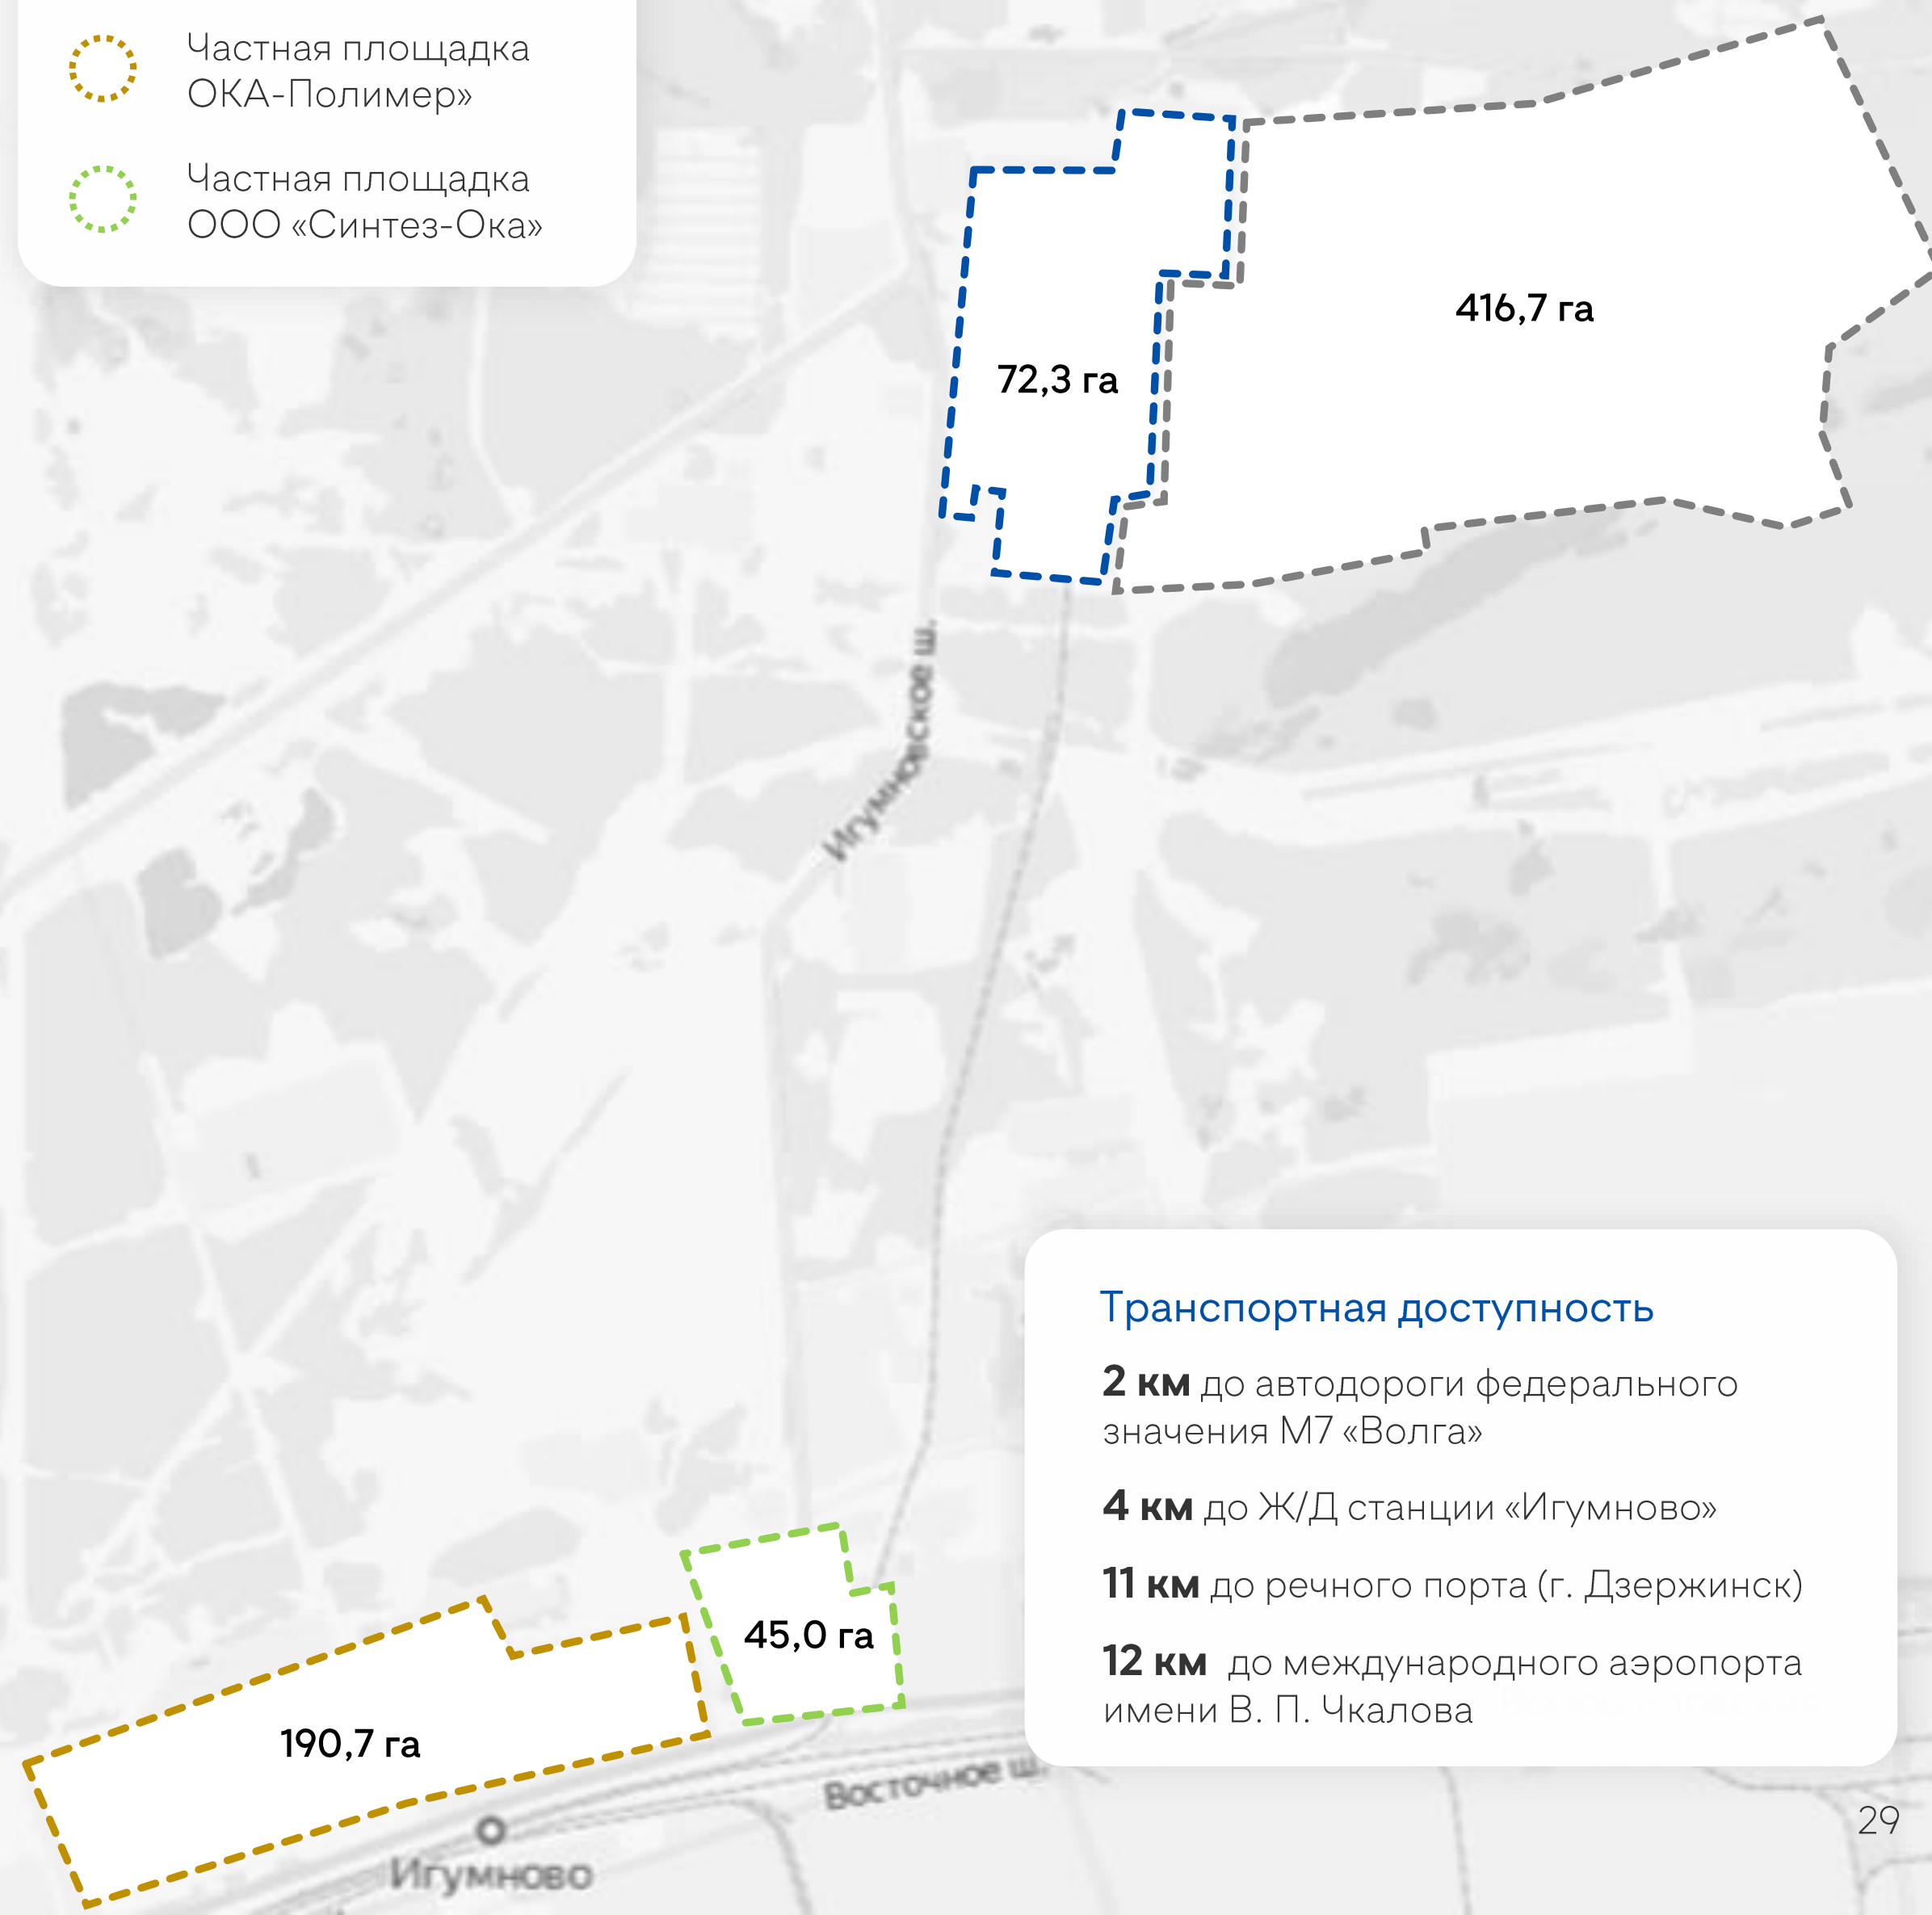 Частная площадка
ОКА-Полимер»
Частная площадка
ООО «Синтез-Ока»
416,7 га
72,3 га
Игумновское ш.
Транспортная доступность
2 км до автодороги федерального
значения М7 «Волга»
4 км до Ж/Д станции «Игумново»
11 км до речного порта (г. Дзержинск)
12 км до международного аэропорта
имени В. П. Чкалова
45,0 га
190,7 га
Восточное ш.
Игумново
29